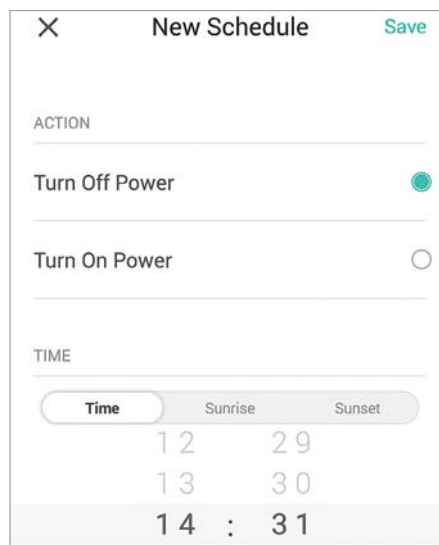 New Schedule Save
ACTION
Turn Off Power
Turn On Power
TIME
Time Sunrise Sunset
12 29
13 30
14 : 31